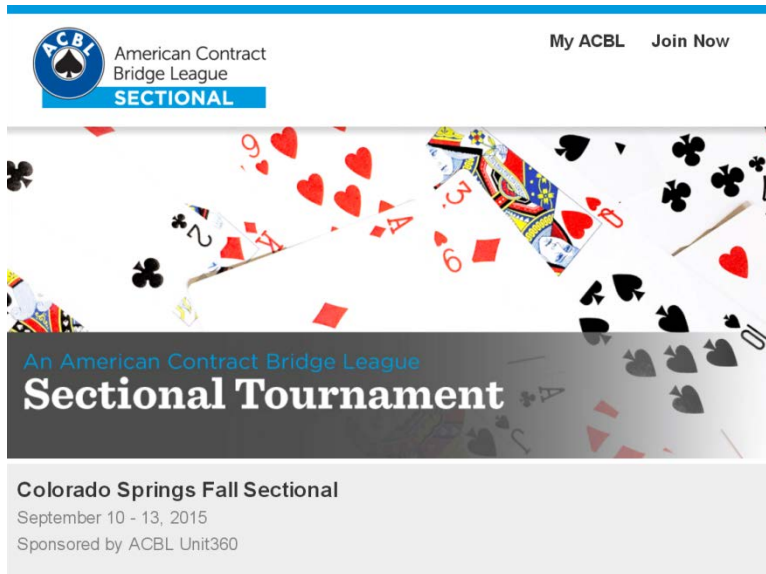 ACBL
American Contract
Bridge League
SECTIONAL
My ACBL Join Now
An American Contract Bridge League
Sectional Tournament
Colorado Springs Fall Sectional
September 10 - 13, 2015
Sponsored by ACBL Unit360